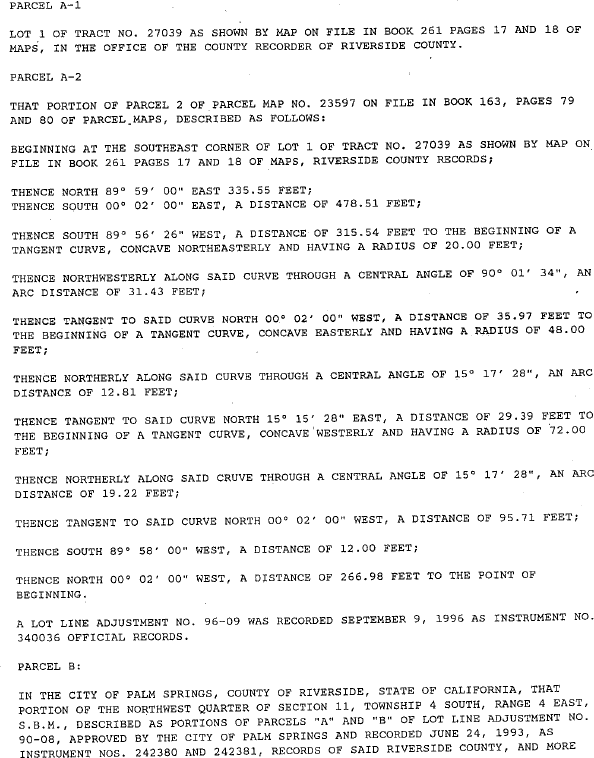 PARCEL A-1
LOT 1 OF TRACT NO. 27039 AS SHOWN BY MAP ON FILE IN BOOK 261 PAGES 17 AND 18 OF
MAPS, IN THE OFFICE OF THE COUNTY RECORDER OF RIVERSIDE COUNTY.
PARCEL A-2
THAT PORTION OF PARCEL 2 OF PARCEL MAP NO. 23597 ON FILE IN BOOK 163, PAGES 79
AND 80 OF PARCEL MAPS, DESCRIBED AS FOLLOWS:
BEGINNING AT THE SOUTHEAST CORNER OF LOT 1 OF TRACT NO. 27039 AS SHOWN BY MAP ON
FILE IN BOOK 261 PAGES 17 AND 18 OF MAPS, RIVERSIDE COUNTY RECORDS;
THENCE NORTH 89° 59' 00" EAST 335.55 FEET;
THENCE SOUTH 00° 02' 00" EAST, A DISTANCE OF 478.51 FEET;
THENCE SOUTH 89° 56' 26" WEST, A DISTANCE OF 315.54 FEET TO THE BEGINNING OF A
TANGENT CURVE, CONCAVE NORTHEASTERLY AND HAVING A RADIUS OF 20.00 FEET;
THENCE NORTHWESTERLY ALONG SAID CURVE THROUGH A CENTRAL ANGLE OF 90° 01' 34", AN
ARC DISTANCE OF 31.43 FEET;
THENCE TANGENT TO SAID CURVE NORTH 00° 02' 00" WEST, A DISTANCE OF 35.97 FEET TO
THE BEGINNING OF A TANGENT CURVE, CONCAVE EASTERLY AND HAVING A RADIUS OF 48.00
FEET;
THENCE NORTHERLY ALONG SAID CURVE THROUGH A CENTRAL ANGLE OF 15° 17' 28", AN ARC
DISTANCE OF 12.81 FEET;
THENCE TANGENT TO SAID CURVE NORTH 15° 15' 28" EAST, A DISTANCE OF 29.39 FEET TO
THE BEGINNING OF A TANGENT CURVE, CONCAVE WESTERLY AND HAVING A RADIUS OF 72.00
FEET;
THENCE NORTHERLY ALONG SAID CRUVE THROUGH A CENTRAL ANGLE OF 15° 17' 28", AN ARC
DISTANCE OF 19.22 FEET;
THENCE TANGENT TO SAID CURVE NORTH 00° 02' 00" WEST, A DISTANCE OF 95.71 FEET;
THENCE SOUTH 89° 58' 00" WEST, A DISTANCE OF 12.00 FEET;
THENCE NORTH 00° 02' 00" WEST, A DISTANCE OF 266.98 FEET TO THE POINT OF
BEGINNING.
A LOT LINE ADJUSTMENT NO. 96-09 WAS RECORDED SEPTEMBER 9, 1996 AS INSTRUMENT NO.
340036 OFFICIAL RECORDS.
PARCEL B:
IN THE CITY OF PALM SPRINGS, COUNTY OF RIVERSIDE, STATE OF CALIFORNIA, THAT
PORTION OF THE NORTHWEST QUARTER OF SECTION 11, TOWNSHIP 4 SOUTH, RANGE 4 EAST,
S.B.M., DESCRIBED AS PORTIONS OF PARCELS "A" AND "B" OF LOT LINE ADJUSTMENT NO.
90-08, APPROVED BY THE CITY OF PALM SPRINGS AND RECORDED JUNE 24, 1993, AS
INSTRUMENT NOS. 242380 AND 242381, RECORDS OF SAID RIVERSIDE COUNTY, AND MORE